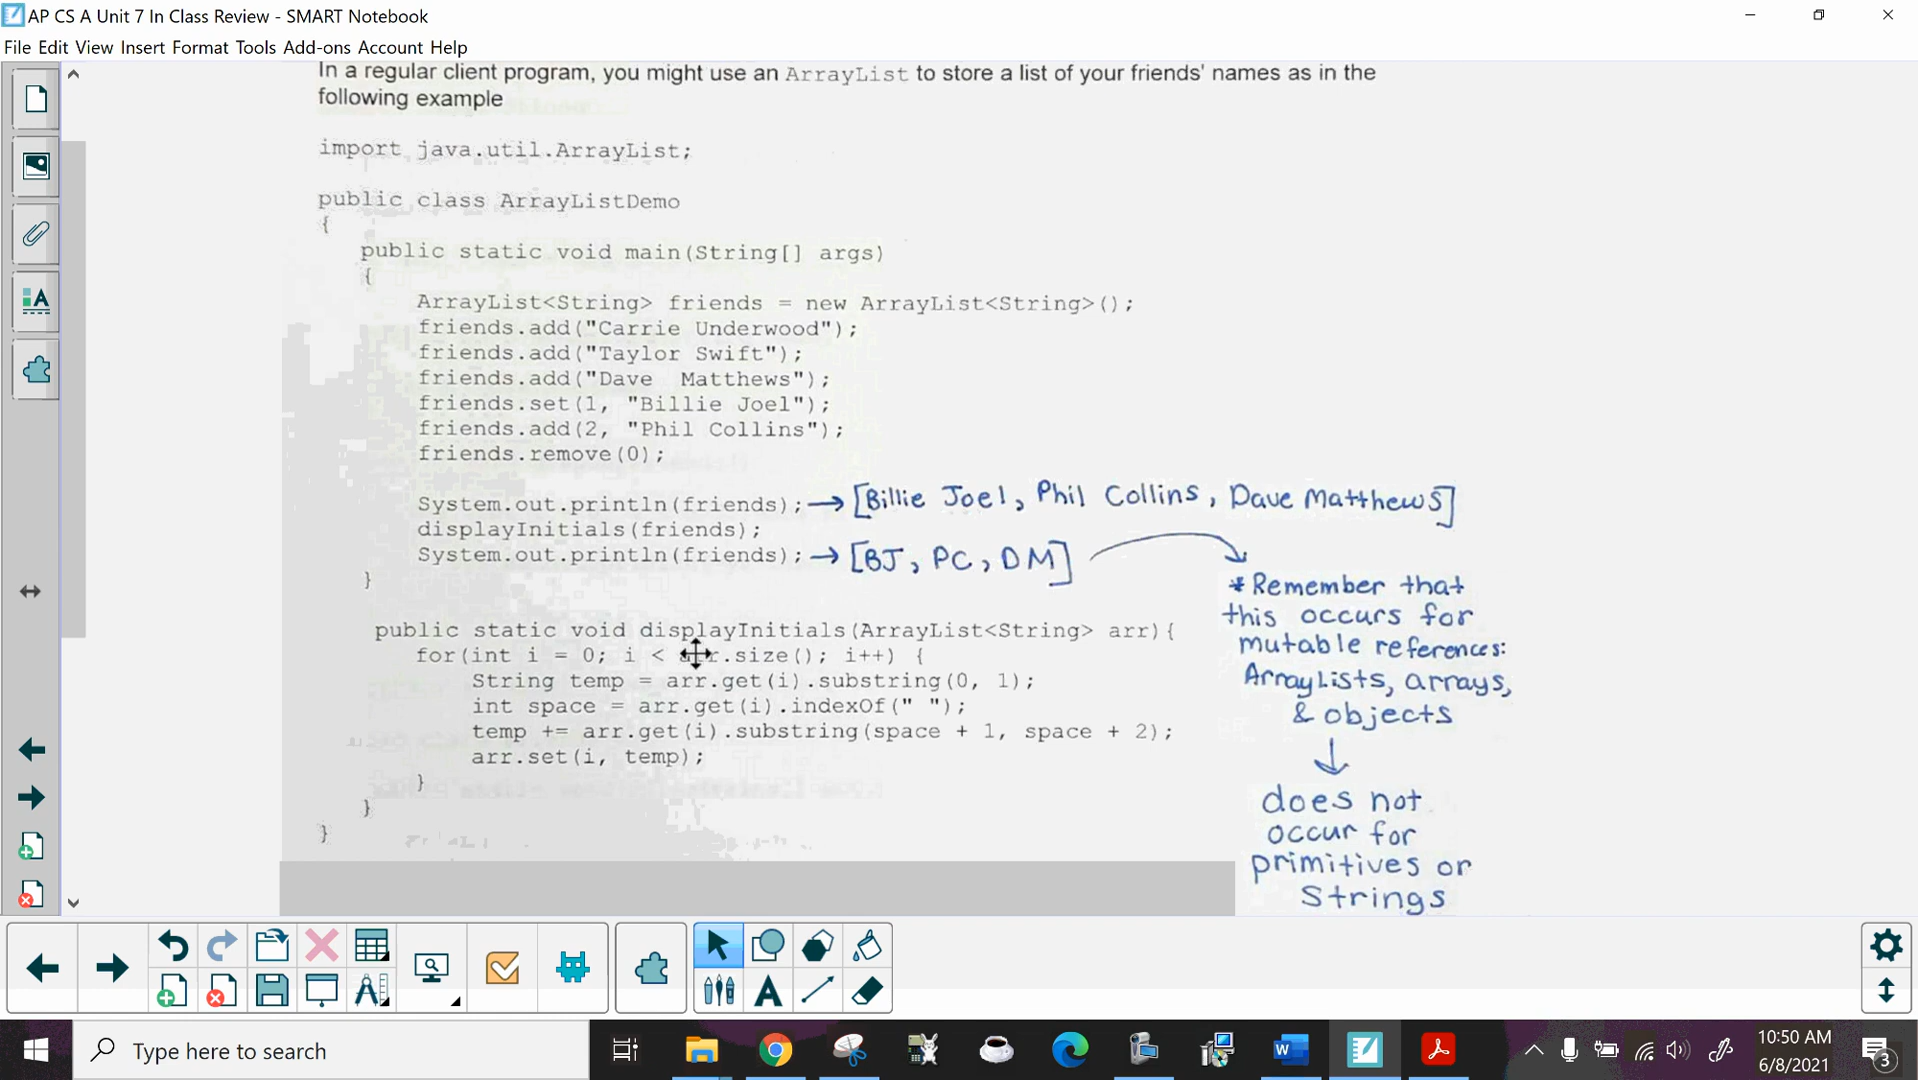 AP CS A Unit 7 In Class Review - SMART Notebook
File Edit View Insert Format Tools Add-ons Account Help
In a regular client program, you might use an ArrayList to store a list of your friends' names as in the
following example
import java.util.ArrayList;
public class ArrayListDemo
{
public static void main(String[] args)
{
ArrayList<String> friends = new ArrayList<String>();
friends.add("Carrie Underwood");
friends.add("Taylor Swift");
friends.add("Dave  Matthews");
friends.set(1, "Billie Joel");
friends.add(2, "Phil Collins");
friends.remove(0);
System.out.println(friends); → [Billie Joel, Phil Collins, Dave Matthews]
displayInitials(friends);
System.out.println(friends); → [BJ, PC, DM]
}
*Remember that
this occurs for
mutable references:
ArrayLists, arrays,
& objects
does not
occur for
primitives or
Strings
public static void displayInitials(ArrayList<String> arr){
for(int i = 0; i < arr.size(); i++) {
String temp = arr.get(i).substring(0, 1);
int space = arr.get(i).indexOf(" ");
temp += arr.get(i).substring(space + 1, space + 2);
arr.set(i, temp);
}
}
}
Type here to search
10:50 AM
6/8/2021
3